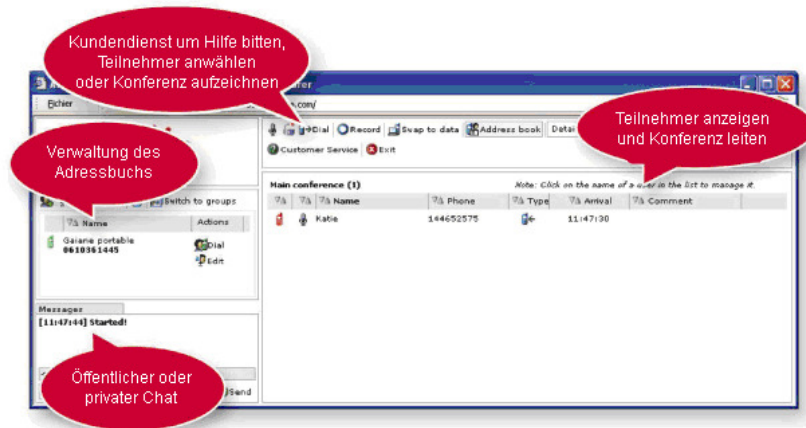 Kundendienst um Hilfe bitten,
Teilnehmer anwählen
oder Konferenz aufzeichnen
Fichier
.com/
Dial Record Swap to data Address book Detai
Customer Service Exit
Teilnehmer anzeigen
und Konferenz leiten
Verwaltung des
Adressbuchs
Switch to groups
Name Actions
Gaiane portable
0610361445
Dial
Edit
Main conference (1) Note: Click on the name of a user in the list to manage it.
Name Phone Type Arrival Comment
Katie 144652575 11:47:30
Messages
[11:47:44] Started!
Öffentlicher oder
privater Chat
Send